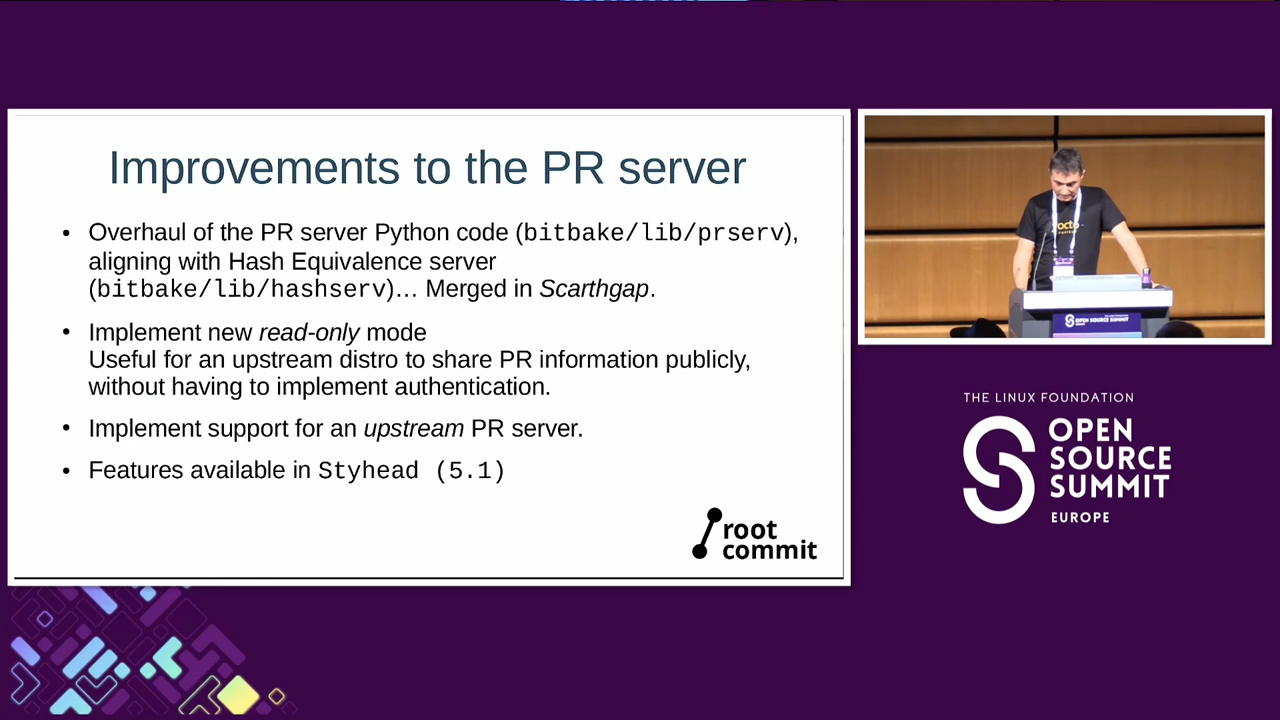 Improvements to the PR server
• Overhaul of the PR server Python code (bitbake/lib/prserv),
aligning with Hash Equivalence server
(bitbake/lib/hashserv)… Merged in Scarthgap.
• Implement new read-only mode
Useful for an upstream distro to share PR information publicly,
without having to implement authentication.
• Implement support for an upstream PR server.
• Features available in Styhead (5.1)
root
commit
OPEN SOURCE SUMMIT
THE LINUX FOUNDATION
OPEN
SOURCE
SUMMIT
EUROPE